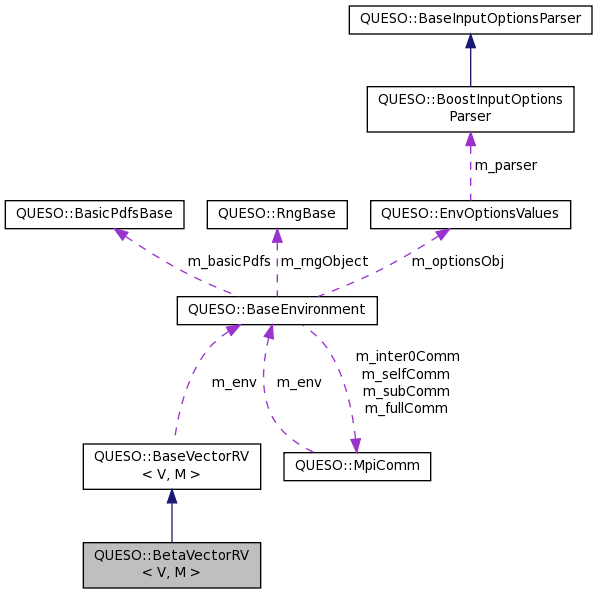 QUESO::BaseInputOptionsParser
QUESO::BoostInputOptions
Parser
m_parser
QUESO::BasicPdfsBase
QUESO::RngBase
QUESO::EnvOptionsValues
m_basicPdfs
m_rngObject
m_optionsObj
QUESO::BaseEnvironment
m_env
m_env
m_inter0Comm
m_selfComm
m_subComm
m_fullComm
QUESO::BaseVectorRV
< V, M >
QUESO::MpiComm
QUESO::BetaVectorRV
< V, M >